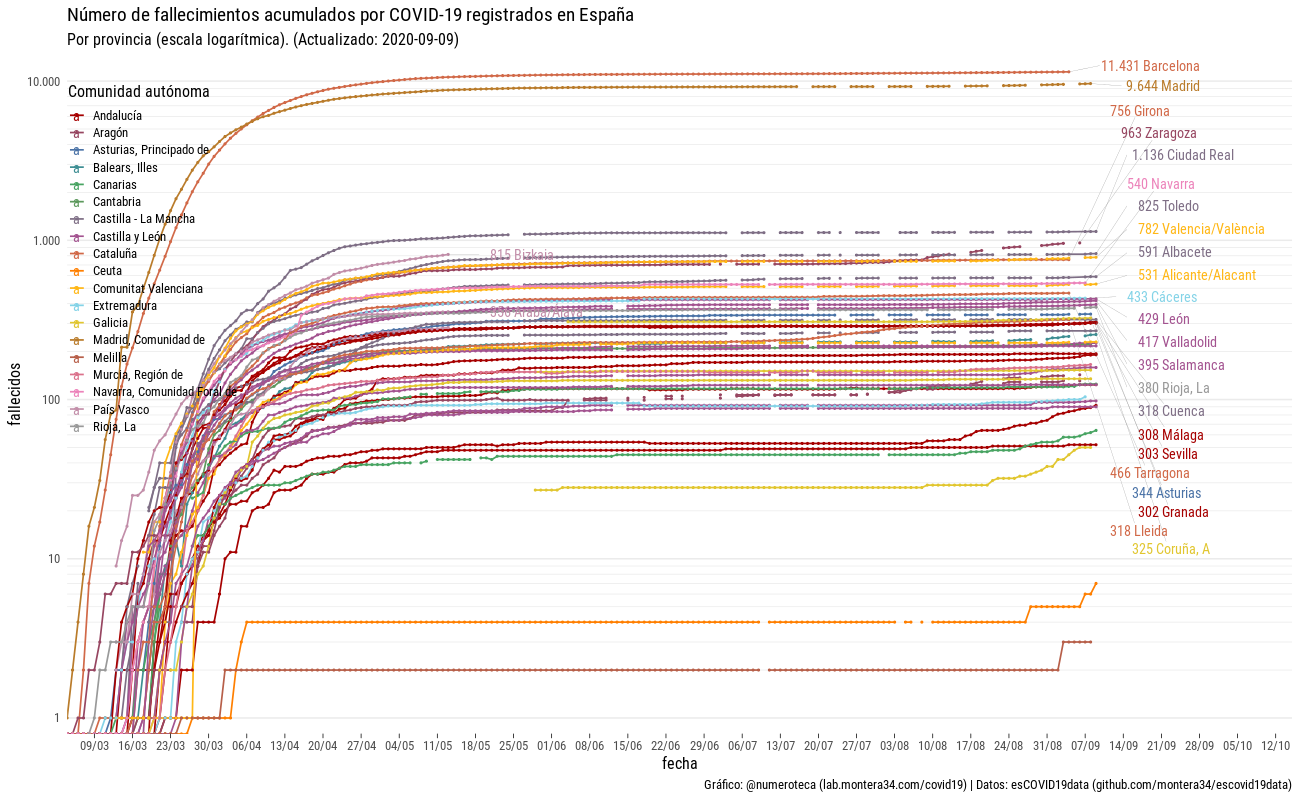 Número de fallecimientos acumulados por COVID-19 registrados en España
Por provincia (escala logarítmica). (Actualizado: 2020-09-09)
fallecidos
10.000
1.000
100
10
1
Comunidad autónoma
Andalucía
Aragón
Asturias, Principado de
Balears, Illes
Canarias
Cantabria
Castilla - La Mancha
Castilla y León
Cataluña
Ceuta
Comunitat Valenciana
Extremadura
Galicia
Madrid, Comunidad de
Melilla
Murcia, Región de
Navarra, Comunidad Foral de
País Vasco
Rioja, La
815 Bizkaia
11.431 Barcelona
9.644 Madrid
756 Girona
963 Zaragoza
1.136 Ciudad Real
540 Navarra
825 Toledo
782 Valencia/València
591 Albacete
531 Alicante/Alacant
433 Cáceres
429 León
417 Valladolid
395 Salamanca
380 Rioja, La
318 Cuenca
308 Málaga
303 Sevilla
466 Tarragona
344 Asturias
302 Granada
318 Lleida
325 Coruña, A
09/03 16/03 23/03 30/03 06/04 13/04 20/04 27/04 04/05 11/05 18/05 25/05 01/06 08/06 15/06 22/06 29/06 06/07 13/07 20/07 27/07 03/08 10/08 17/08 24/08 31/08 07/09 14/09 21/09 28/09 05/10 12/10
fecha
Gráfico: @numeroteca (lab.montera34.com/covid19) | Datos: esCOVID19data (github.com/montera34/escovid19data)